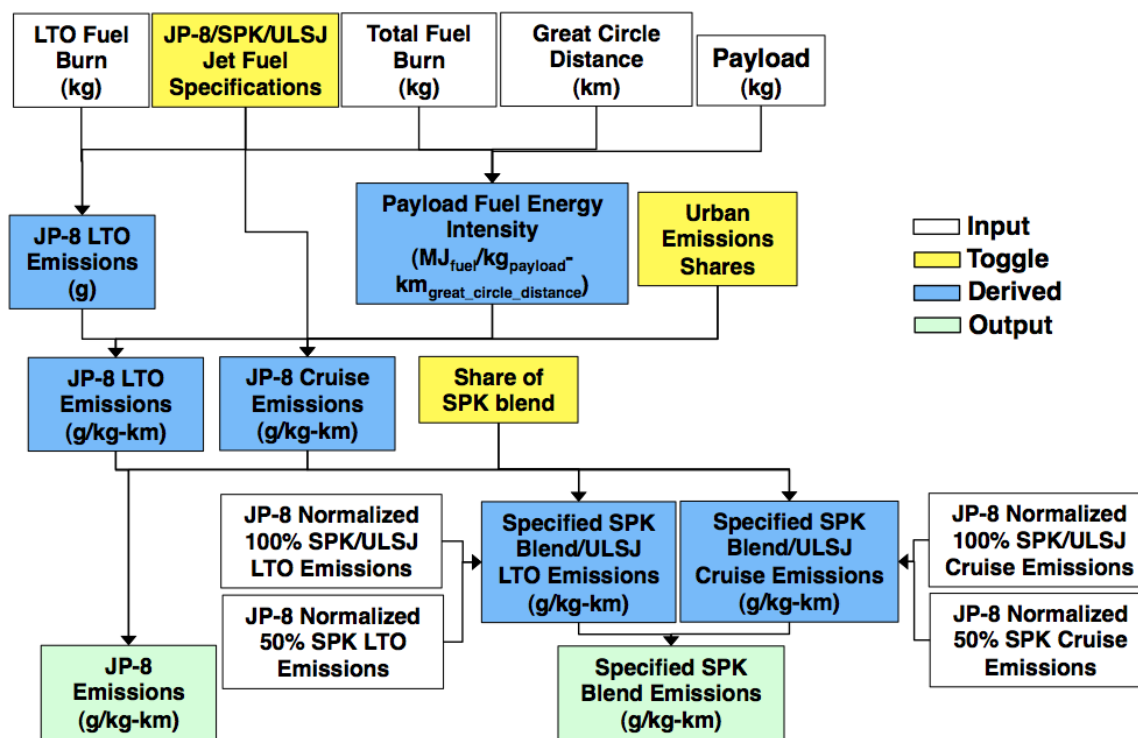 LTO Fuel
Burn
(kg)
JP-8/SPK/ULSJ
Jet Fuel
Specifications
Total Fuel
Burn
(kg)
Great Circle
Distance
(km)
Payload
(kg)
JP-8 LTO
Emissions
(g)
Payload Fuel Energy
Intensity
(MJfuel/kgpayload-
kmgreat_circle_distance)
Urban
Emissions
Shares
Input
Toggle
Derived
Output
JP-8 LTO
Emissions
(g/kg-km)
JP-8 Cruise
Emissions
(g/kg-km)
Share of
SPK blend
JP-8 Normalized
100% SPK/ULSJ
LTO Emissions
JP-8 Normalized
50% SPK LTO
Emissions
Specified SPK
Blend/ULSJ
LTO Emissions
(g/kg-km)
Specified SPK
Blend/ULSJ
Cruise Emissions
(g/kg-km)
JP-8 Normalized
100% SPK/ULSJ
Cruise Emissions
JP-8 Normalized
50% SPK Cruise
Emissions
JP-8
Emissions
(g/kg-km)
Specified SPK
Blend Emissions
(g/kg-km)